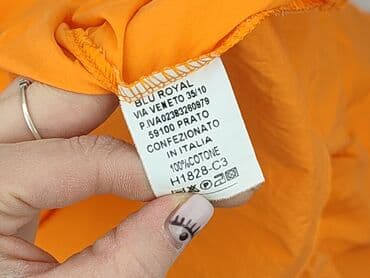 BLU ROYAL
VIA VENETO 35/10
P.IVA02383260979
59100 PRATO
CONFEZIONATO
IN ITALIA
100%COTONE
H1828-C3